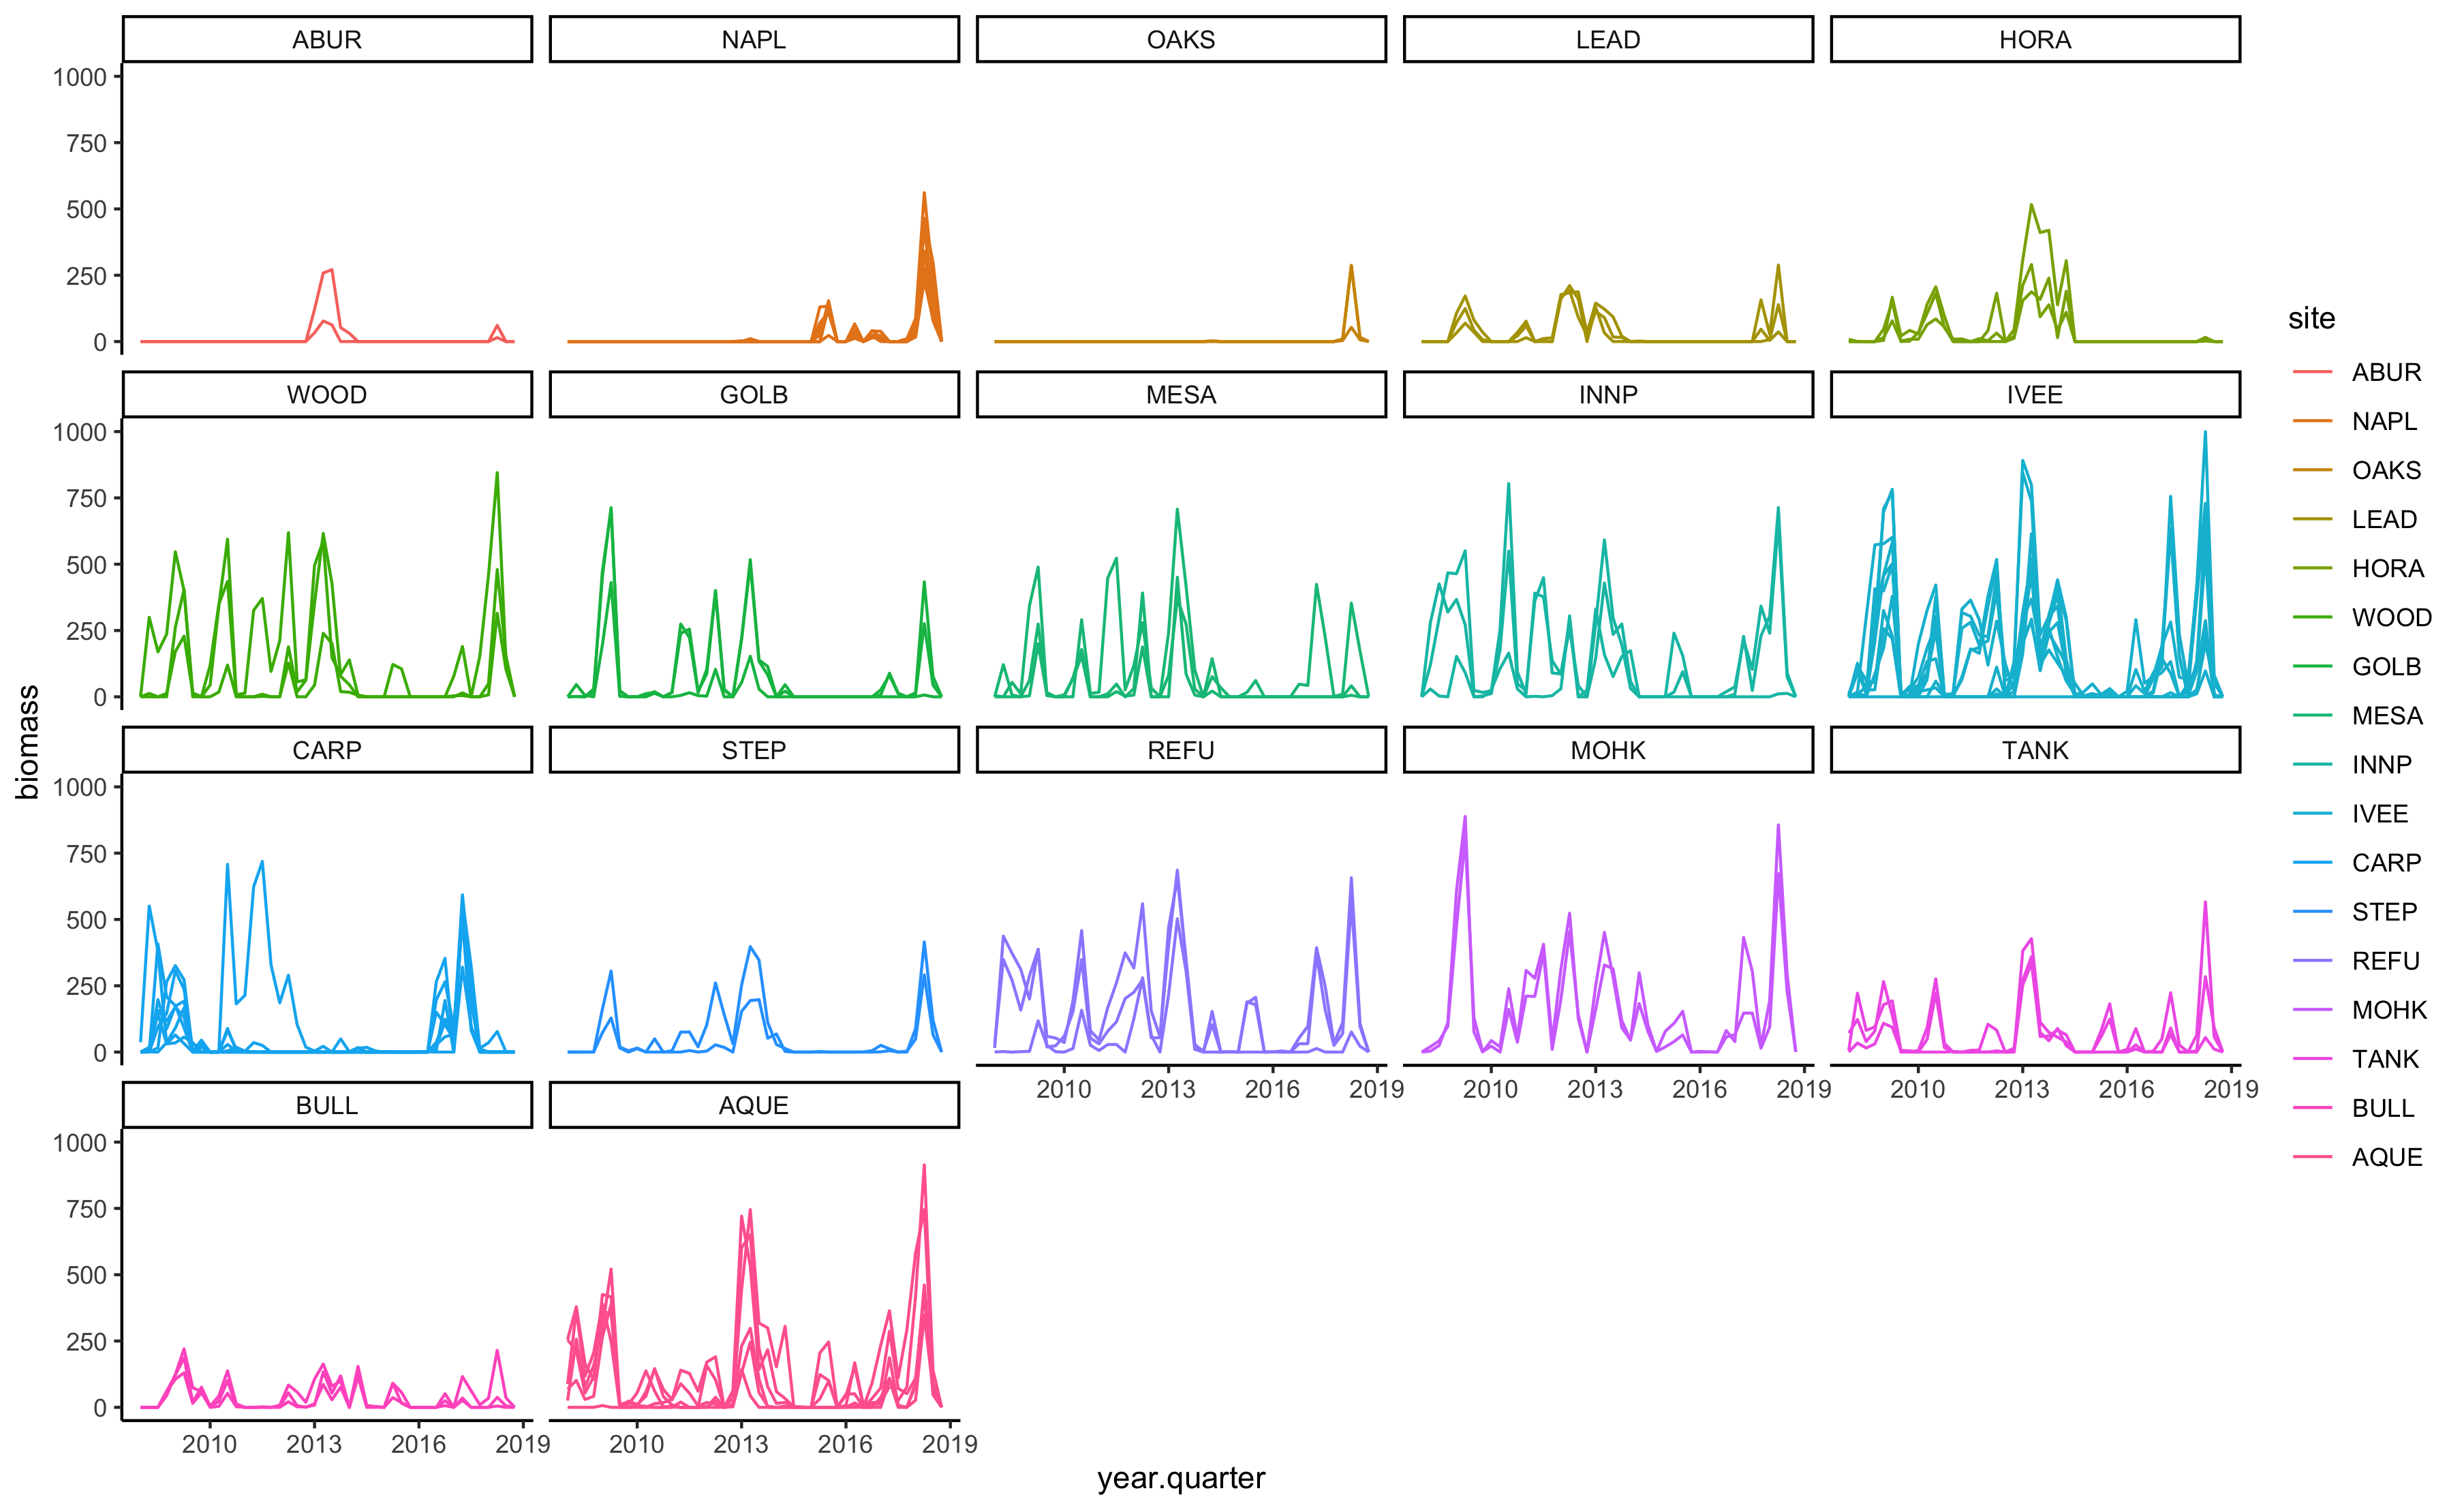 ABUR NAPL OAKS LEAD HORA
1000
750
500
250
0
WOOD GOLB MESA INNP IVEE
1000
750
500
250
0
CARP STEP REFU MOHK TANK
1000
750
500
250
0
2010 2013 2016 2019 2010 2013 2016 2019 2010 2013 2016 2019
BULL AQUE
1000
750
500
250
0
2010 2013 2016 2019 2010 2013 2016 2019
year.quarter
biomass
site
ABUR
NAPL
OAKS
LEAD
HORA
WOOD
GOLB
MESA
INNP
IVEE
CARP
STEP
REFU
MOHK
TANK
BULL
AQUE